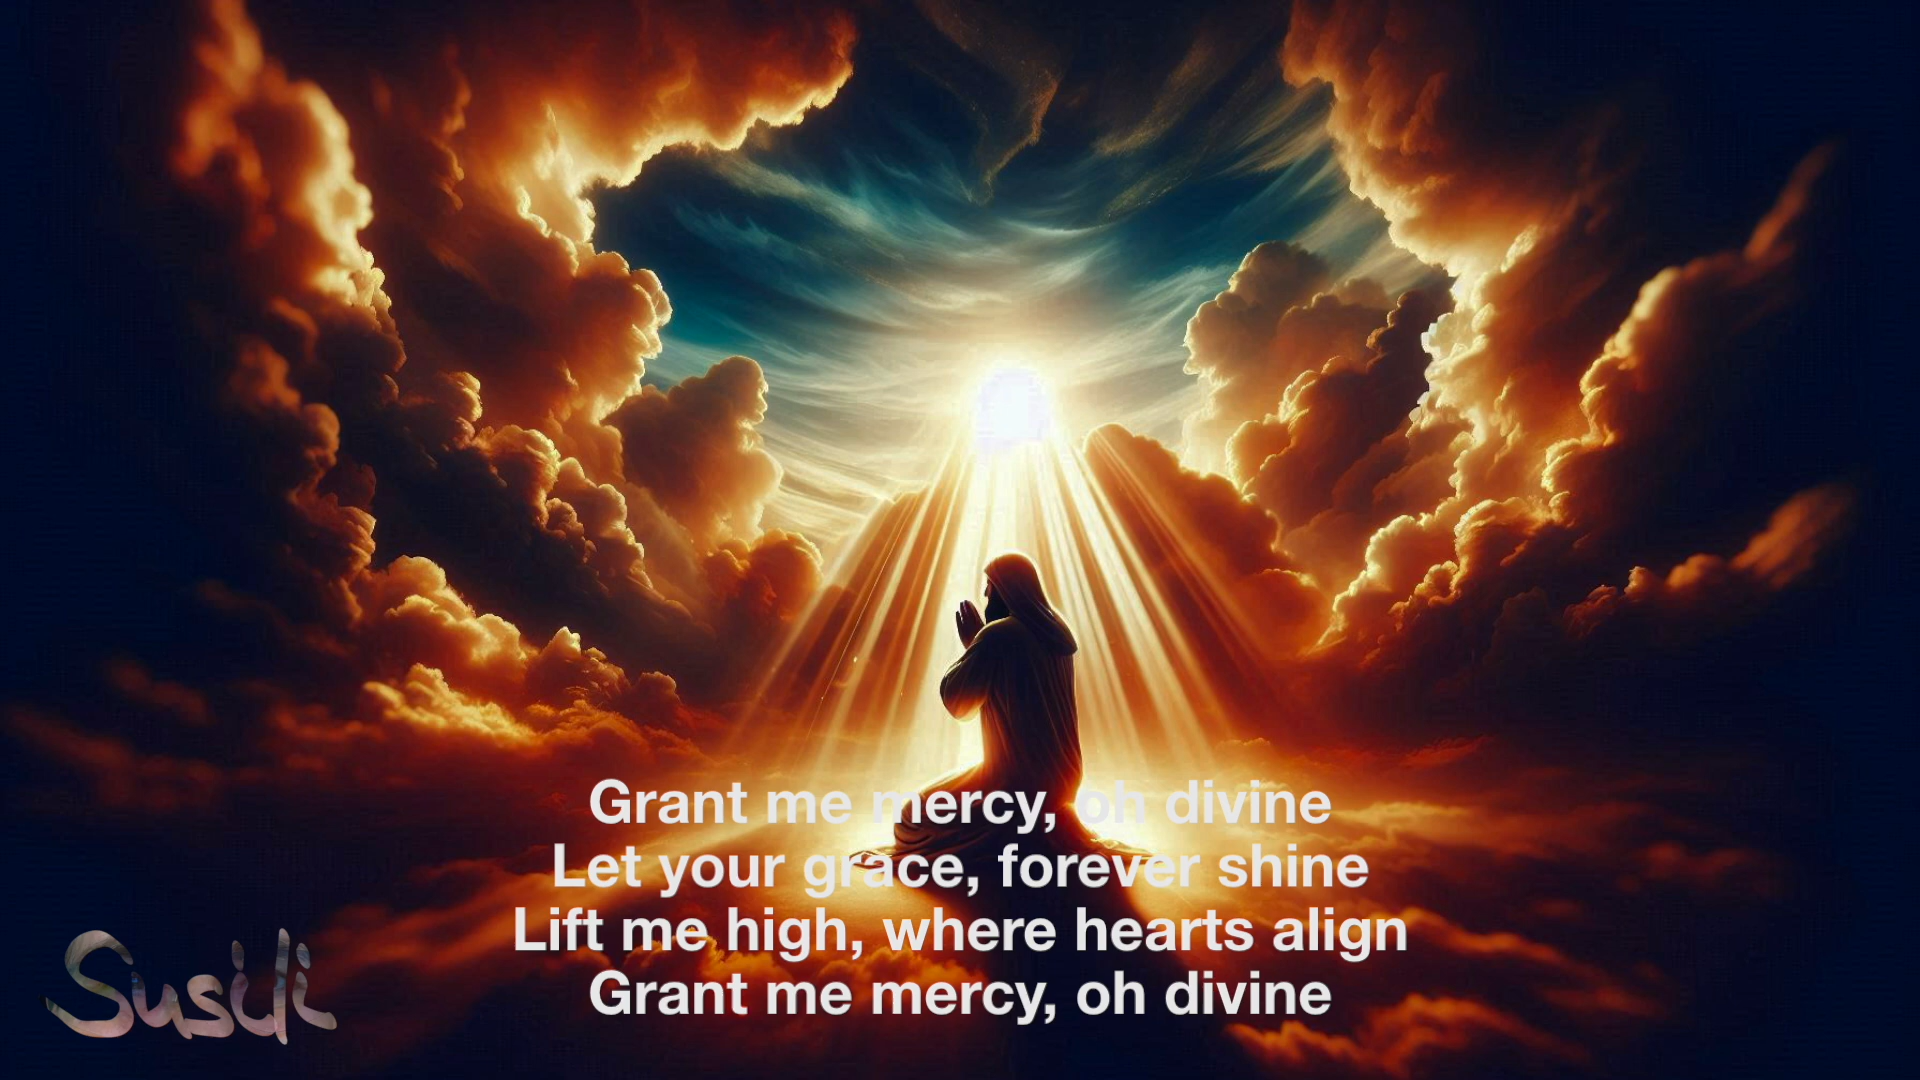 Grant me mercy, oh divine
Let your grace, forever shine
Lift me high, where hearts align
Grant me mercy, oh divine
Susili